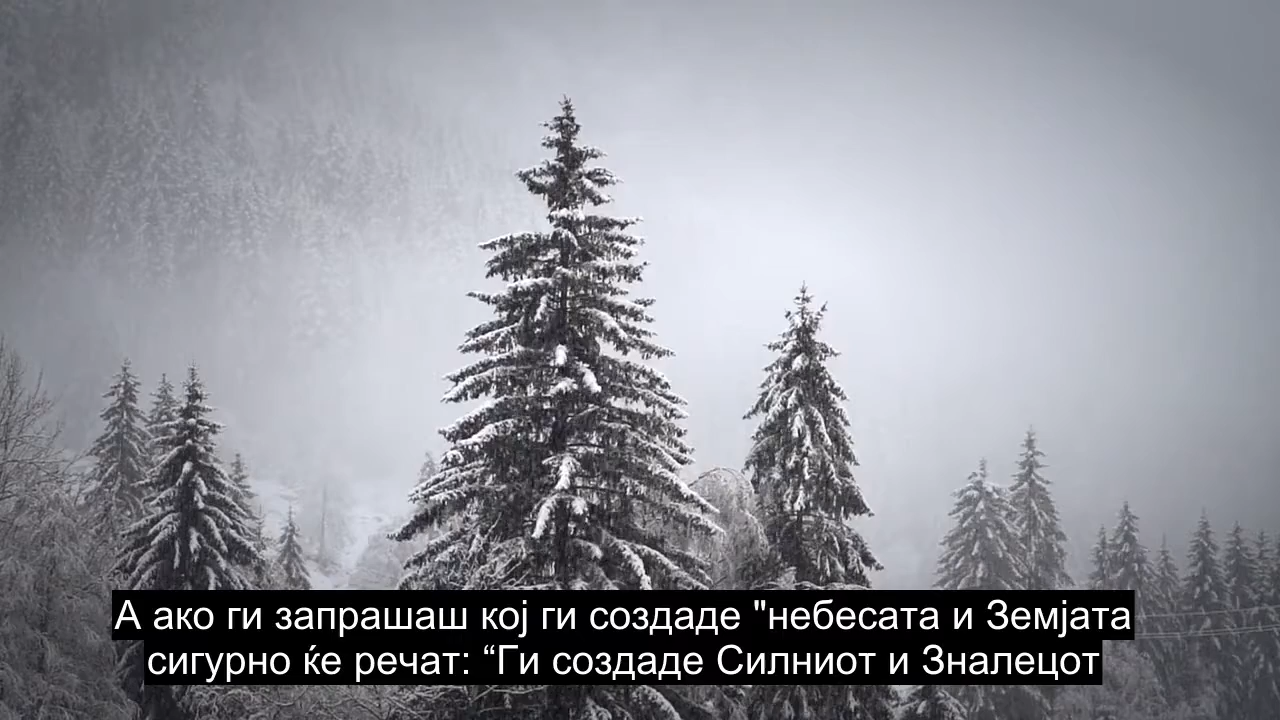 А ако ги запрашаш кој ги создаде "небесата и Земјата
сигурно ќе речат: “Ги создаде Силниот и Зналецот